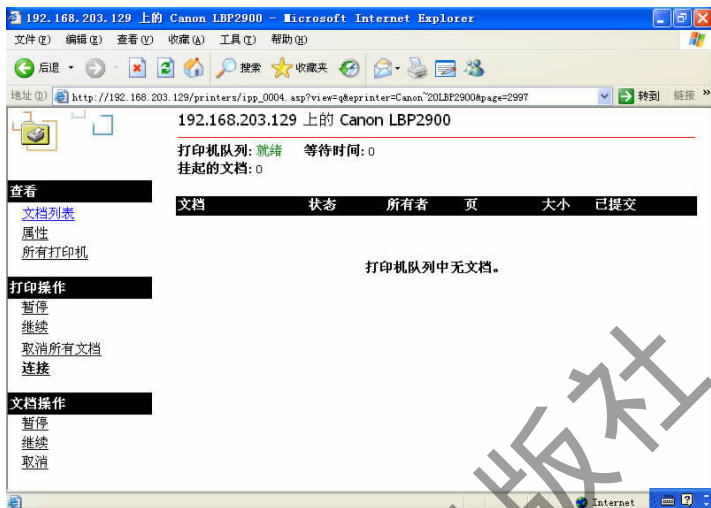 192.168.203.129 上的 Canon LBP2900 - Microsoft Internet Explorer
文件(F) 编辑(E) 查看(V) 收藏(A) 工具(T) 帮助(H)
后退 搜索 收藏夹
地址(D) http://192.168.203.129/printers/ipp_0004.asp?view=q&eprinter=Canon~20LBP2900&page=2997 转到 链接 »
192.168.203.129 上的 Canon LBP2900
打印机队列: 就绪 等待时间: 0
挂起的文档: 0
查看
文档列表
属性
所有打印机
文档 状态 所有者 页 大小 已提交
打印机队列中无文档。
打印操作
暂停
继续
取消所有文档
连接
文档操作
暂停
继续
取消
版社
Internet